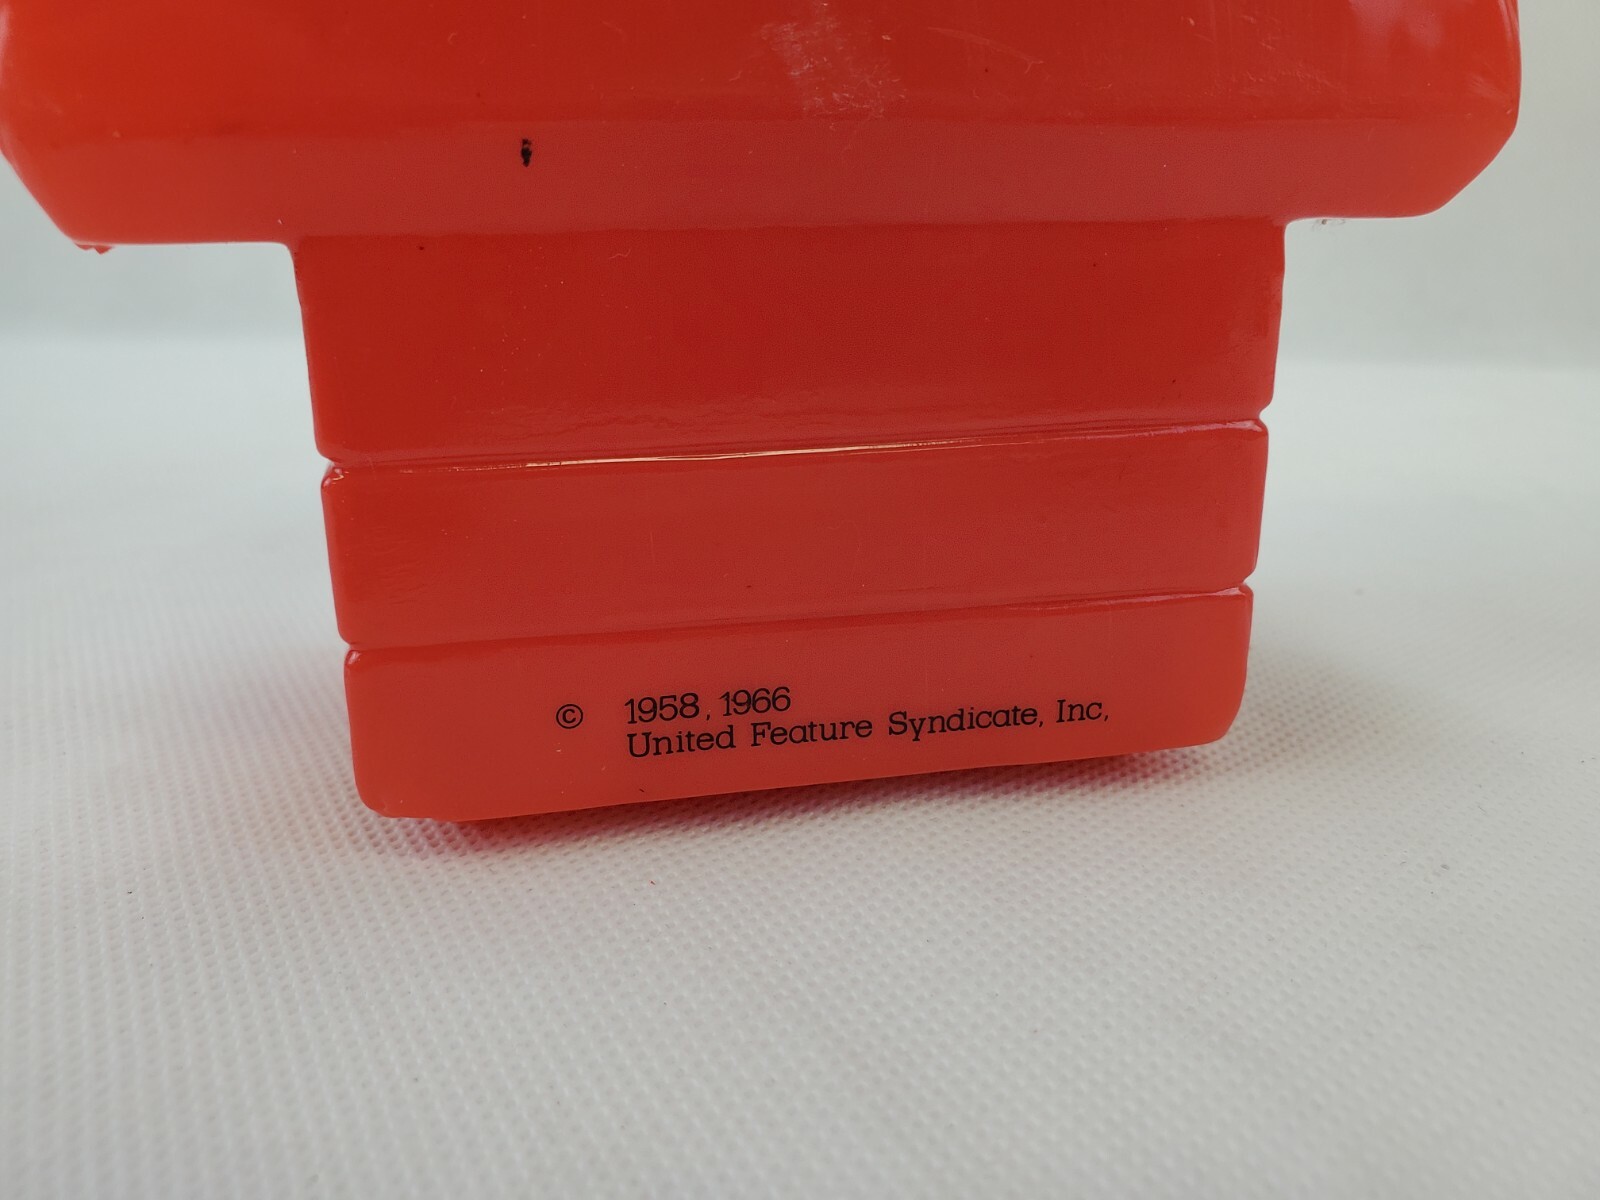 © 1958, 1966
United Feature Syndicate, Inc,